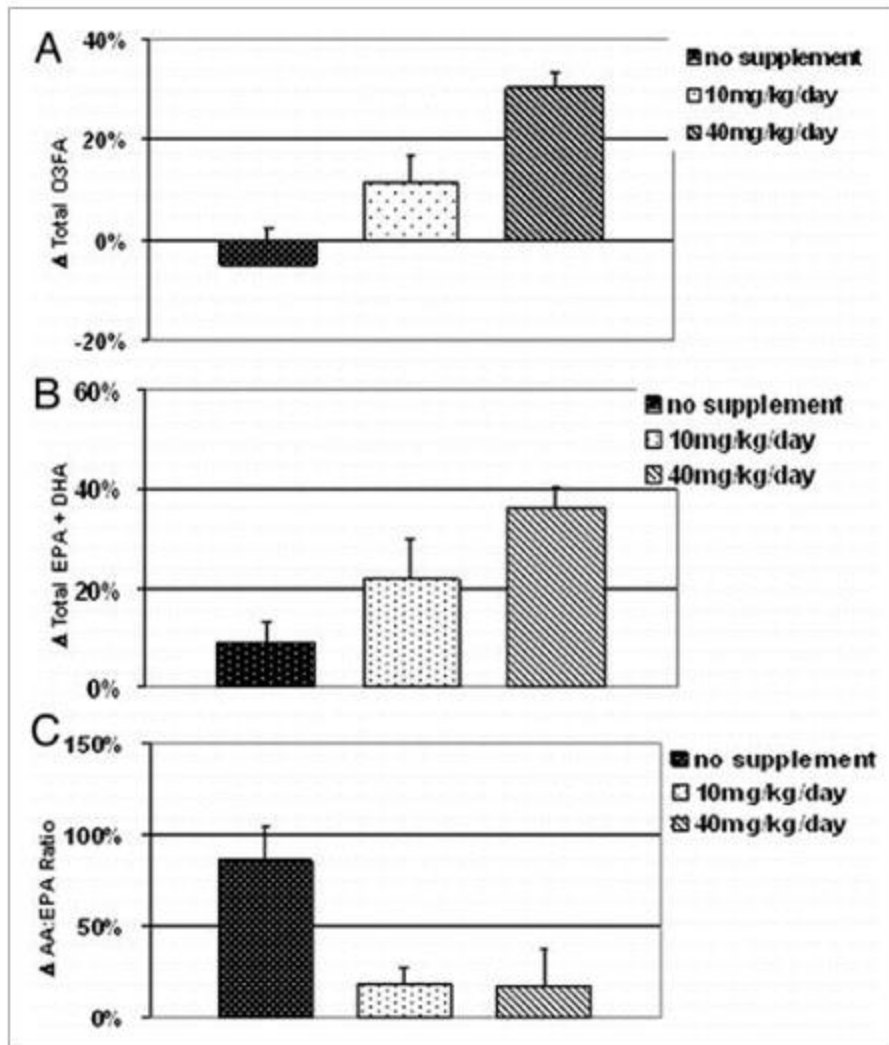 A
40%
20%
0%
-20%
Δ Total O3FA
no supplement
10mg/kg/day
40mg/kg/day
B
60%
40%
20%
0%
Δ Total EPA + DHA
no supplement
10mg/kg/day
40mg/kg/day
C
150%
100%
50%
0%
Δ AA:EPA Ratio
no supplement
10mg/kg/day
40mg/kg/day